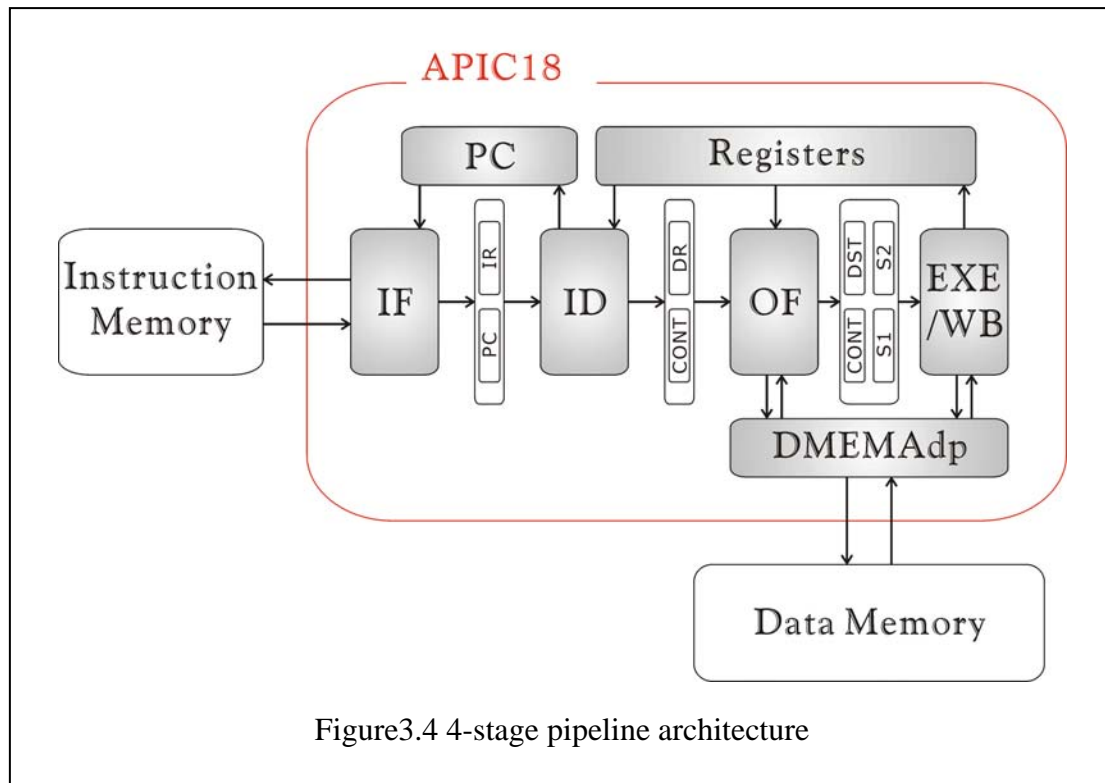 APIC18
PC
Registers
Instruction
Memory
IF
PC
IR
ID
CONT
DR
OF
CONT
DST
S1
S2
EXE
/WB
DMEMAdp
Data Memory
Figure3.4 4-stage pipeline architecture